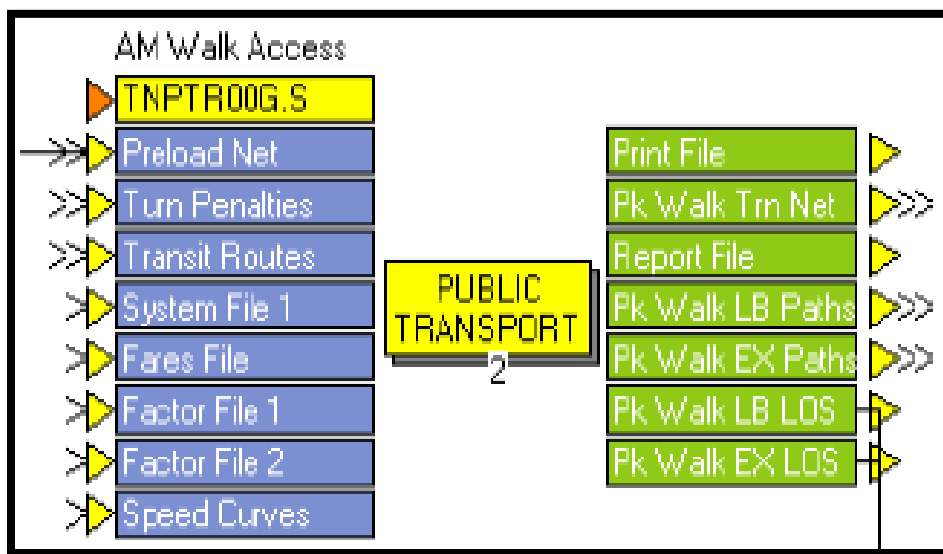 AM Walk Access
TNPTR00G.S
Preload Net
Turn Penalties
Transit Routes
System File 1
Fares File
Factor File 1
Factor File 2
Speed Curves
PUBLIC
TRANSPORT
2
Print File
Pk Walk Trn Net
Report File
Pk Walk LB Paths
Pk Walk EX Paths
Pk Walk LB LOS
Pk Walk EX LOS